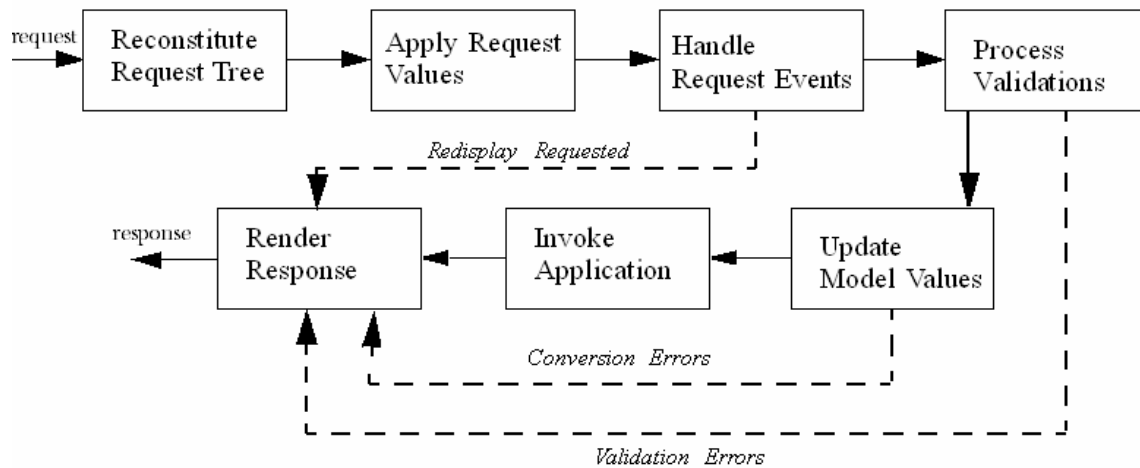 request
Reconstitute
Request Tree
Apply Request
Values
Handle
Request Events
Process
Validations
Redisplay Requested
response
Render
Response
Invoke
Application
Update
Model Values
Conversion Errors
Validation Errors